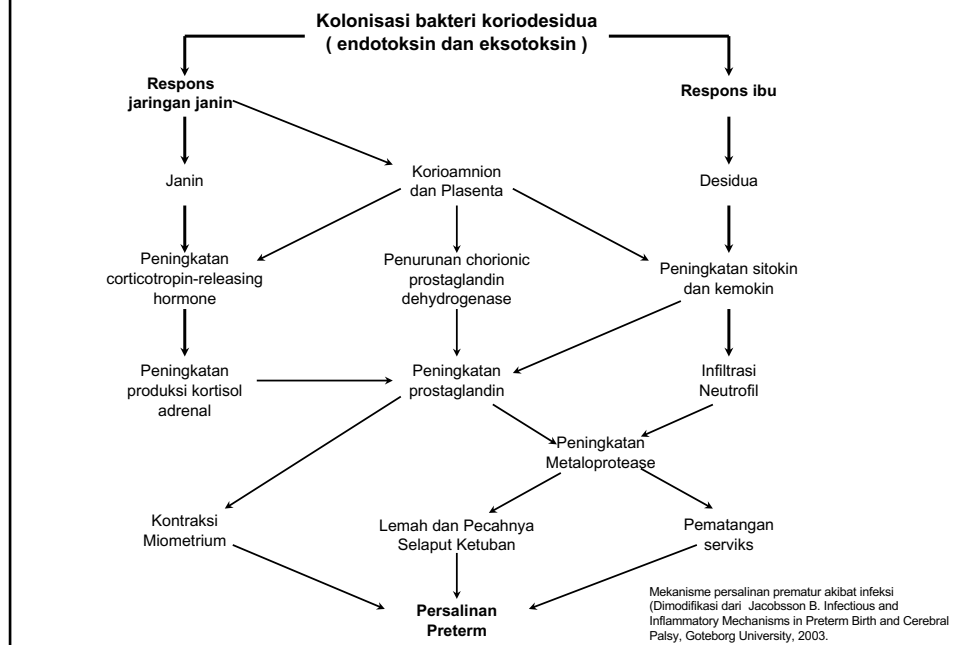 Kolonisasi bakteri koriodesidua
( endotoksin dan eksotoksin )
Respons
jaringan janin
Respons ibu
Janin
Korioamnion
dan Plasenta
Desidua
Peningkatan
corticotropin-releasing
hormone
Penurunan chorionic
prostaglandin
dehydrogenase
Peningkatan sitokin
dan kemokin
Peningkatan
produksi kortisol
adrenal
Peningkatan
prostaglandin
Infiltrasi
Neutrofil
Peningkatan
Metaloprotease
Kontraksi
Miometrium
Lemah dan Pecahnya
Selaput Ketuban
Pematangan
serviks
Persalinan
Preterm
Mekanisme persalinan prematur akibat infeksi
(Dimodifikasi dari Jacobsson B. Infectious and
Inflammatory Mechanisms in Preterm Birth and Cerebral
Palsy, Goteborg University, 2003.